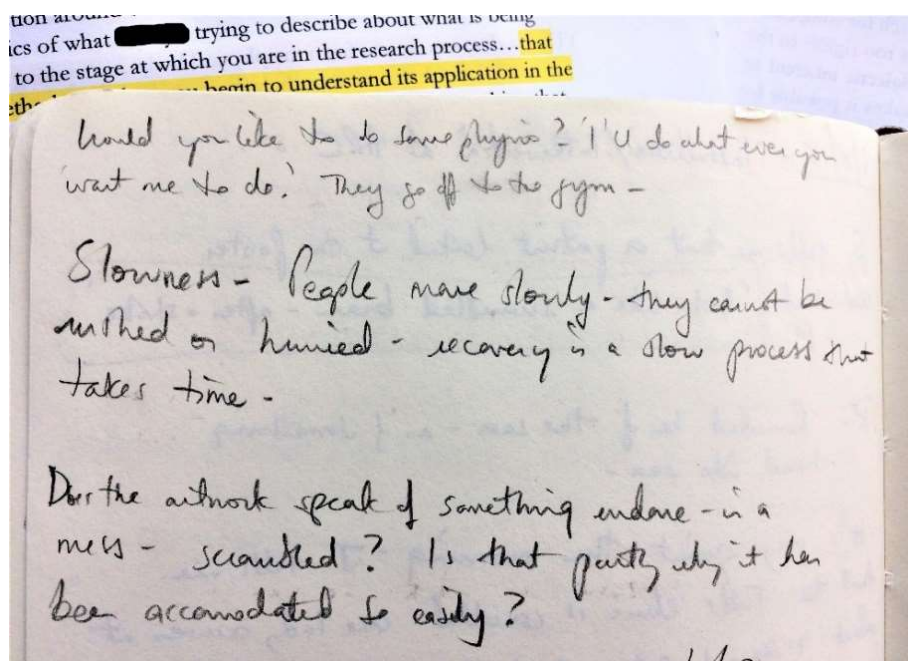 tion around
ics of what trying to describe about what is being
to the stage at which you are in the research process…that
begin to understand its application in the
Would you like to do some physio? 'I'll do what ever you
want me to do.' They go off to the gym –
Slowness – People move slowly – they cannot be
rushed or hurried – recovery is a slow process that
takes time –
Does the artwork speak of something undone – in a
mess – scrambled? Is that partly why it has
been accomodated so easily?